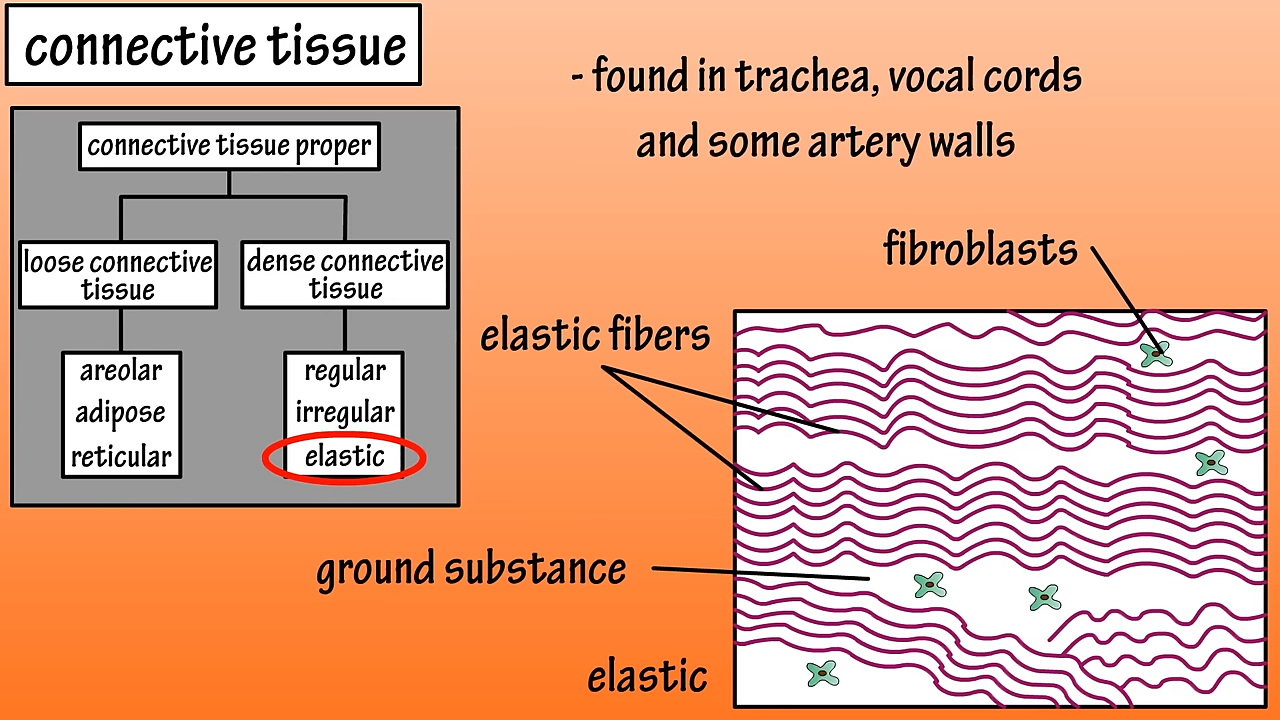 connective tissue
connective tissue proper
loose connective
tissue
dense connective
tissue
areolar
adipose
reticular
regular
irregular
elastic
- found in trachea, vocal cords
and some artery walls
fibroblasts
elastic fibers
ground substance
elastic